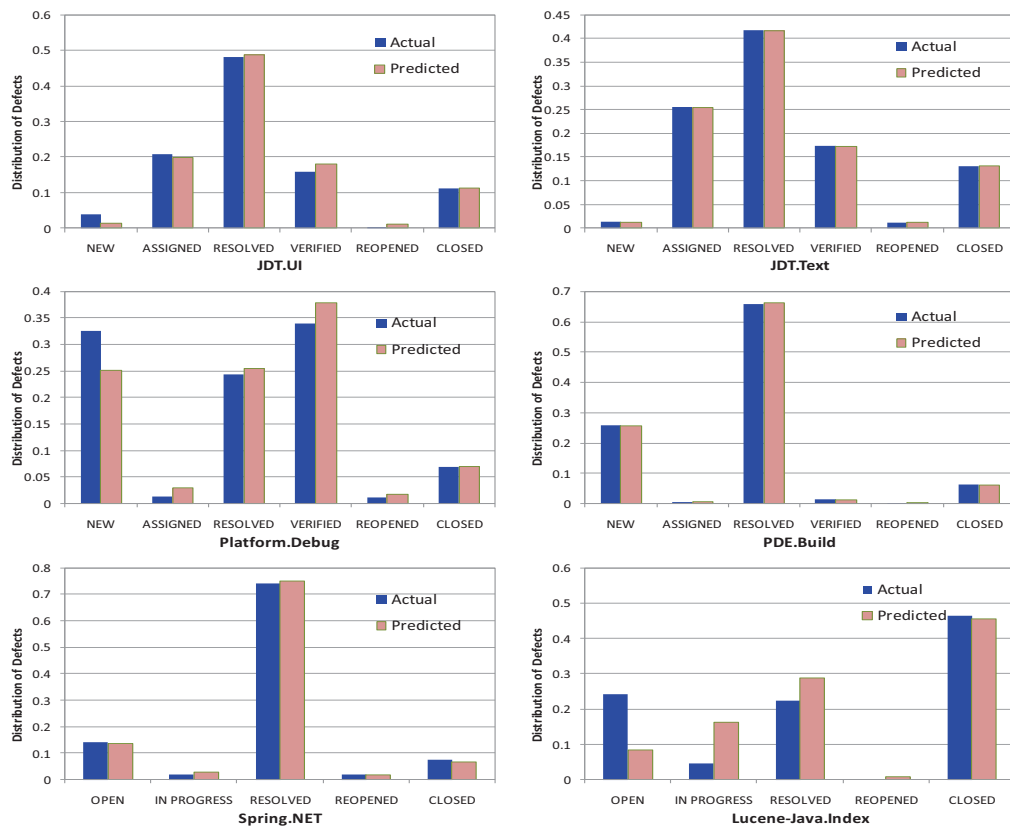 Distribution of Defects
0.6
0.5
0.4
0.3
0.2
0.1
0
Actual
Predicted
NEW ASSIGNED RESOLVED VERIFIED REOPENED CLOSED
JDT.UI
Distribution of Defects
0.45
0.4
0.35
0.3
0.25
0.2
0.15
0.1
0.05
0
Actual
Predicted
NEW ASSIGNED RESOLVED VERIFIED REOPENED CLOSED
JDT.Text
Distribution of Defects
0.4
0.35
0.3
0.25
0.2
0.15
0.1
0.05
0
Actual
Predicted
NEW ASSIGNED RESOLVED VERIFIED REOPENED CLOSED
Platform.Debug
Distribution of Defects
0.7
0.6
0.5
0.4
0.3
0.2
0.1
0
Actual
Predicted
NEW ASSIGNED RESOLVED VERIFIED REOPENED CLOSED
PDE.Build
Distribution of Defects
0.8
0.7
0.6
0.5
0.4
0.3
0.2
0.1
0
Actual
Predicted
OPEN IN PROGRESS RESOLVED REOPENED CLOSED
Spring.NET
Distribution of Defects
0.6
0.5
0.4
0.3
0.2
0.1
0
Actual
Predicted
OPEN IN PROGRESS RESOLVED REOPENED CLOSED
Lucene-Java.Index